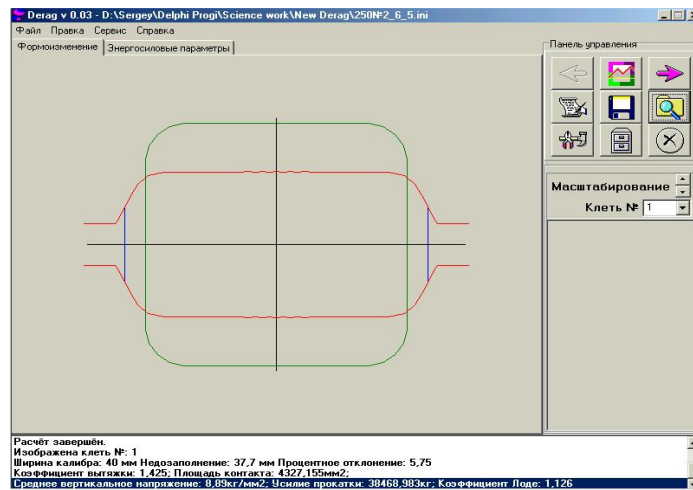 Derag v 0.03 - D:\Sergey\Delphi Progi\Science work\New Derag\250№2_6_5.ini
Файл Правка Сервис Справка
Формоизменение Энергосиловые параметры
Панель управления
Масштабирование
Клеть № 1
Расчёт завершён.
Изображена клеть №: 1
Ширина калибра: 40 мм Недозаполнение: 37,7 мм Процентное отклонение: 5,75
Коэффициент вытяжки: 1,425; Площадь контакта: 4327,155мм2;
Среднее вертикальное напряжение: 8,89кг/мм2; Усилие прокатки: 38468,983кг; Коэффициент Лоде: 1,126